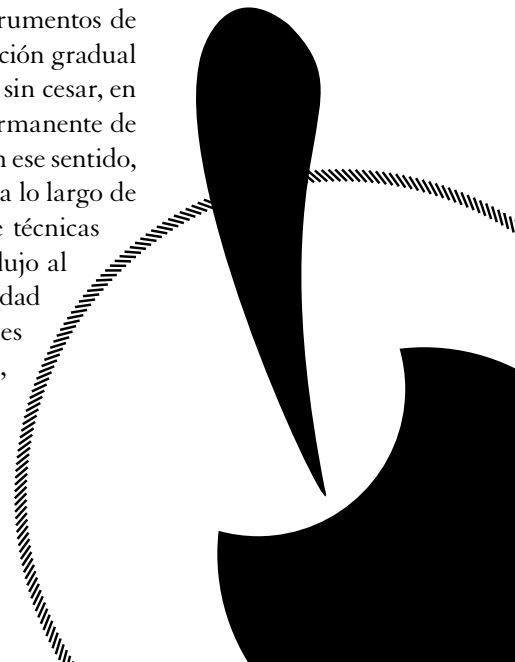 rumentos de
ción gradual
sin cesar, en
rmanente de
n ese sentido,
a lo largo de
e técnicas
dujo al
dad
es
,